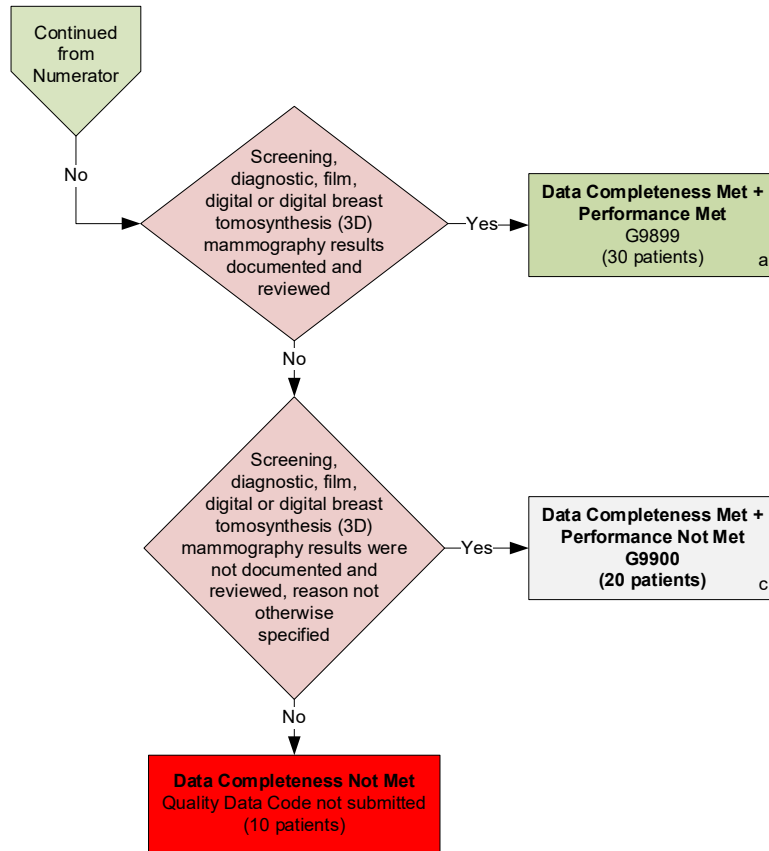 Continued
from
Numerator
No
Screening,
diagnostic, film,
digital or digital breast
tomosynthesis (3D)
mammography results
documented and
reviewed
Yes
Data Completeness Met +
Performance Met
G9899
(30 patients)
a
No
Screening,
diagnostic, film,
digital or digital breast
tomosynthesis (3D)
mammography results were
not documented and
reviewed, reason not
otherwise
specified
Yes
Data Completeness Met +
Performance Not Met
G9900
(20 patients)
c
No
Data Completeness Not Met
Quality Data Code not submitted
(10 patients)